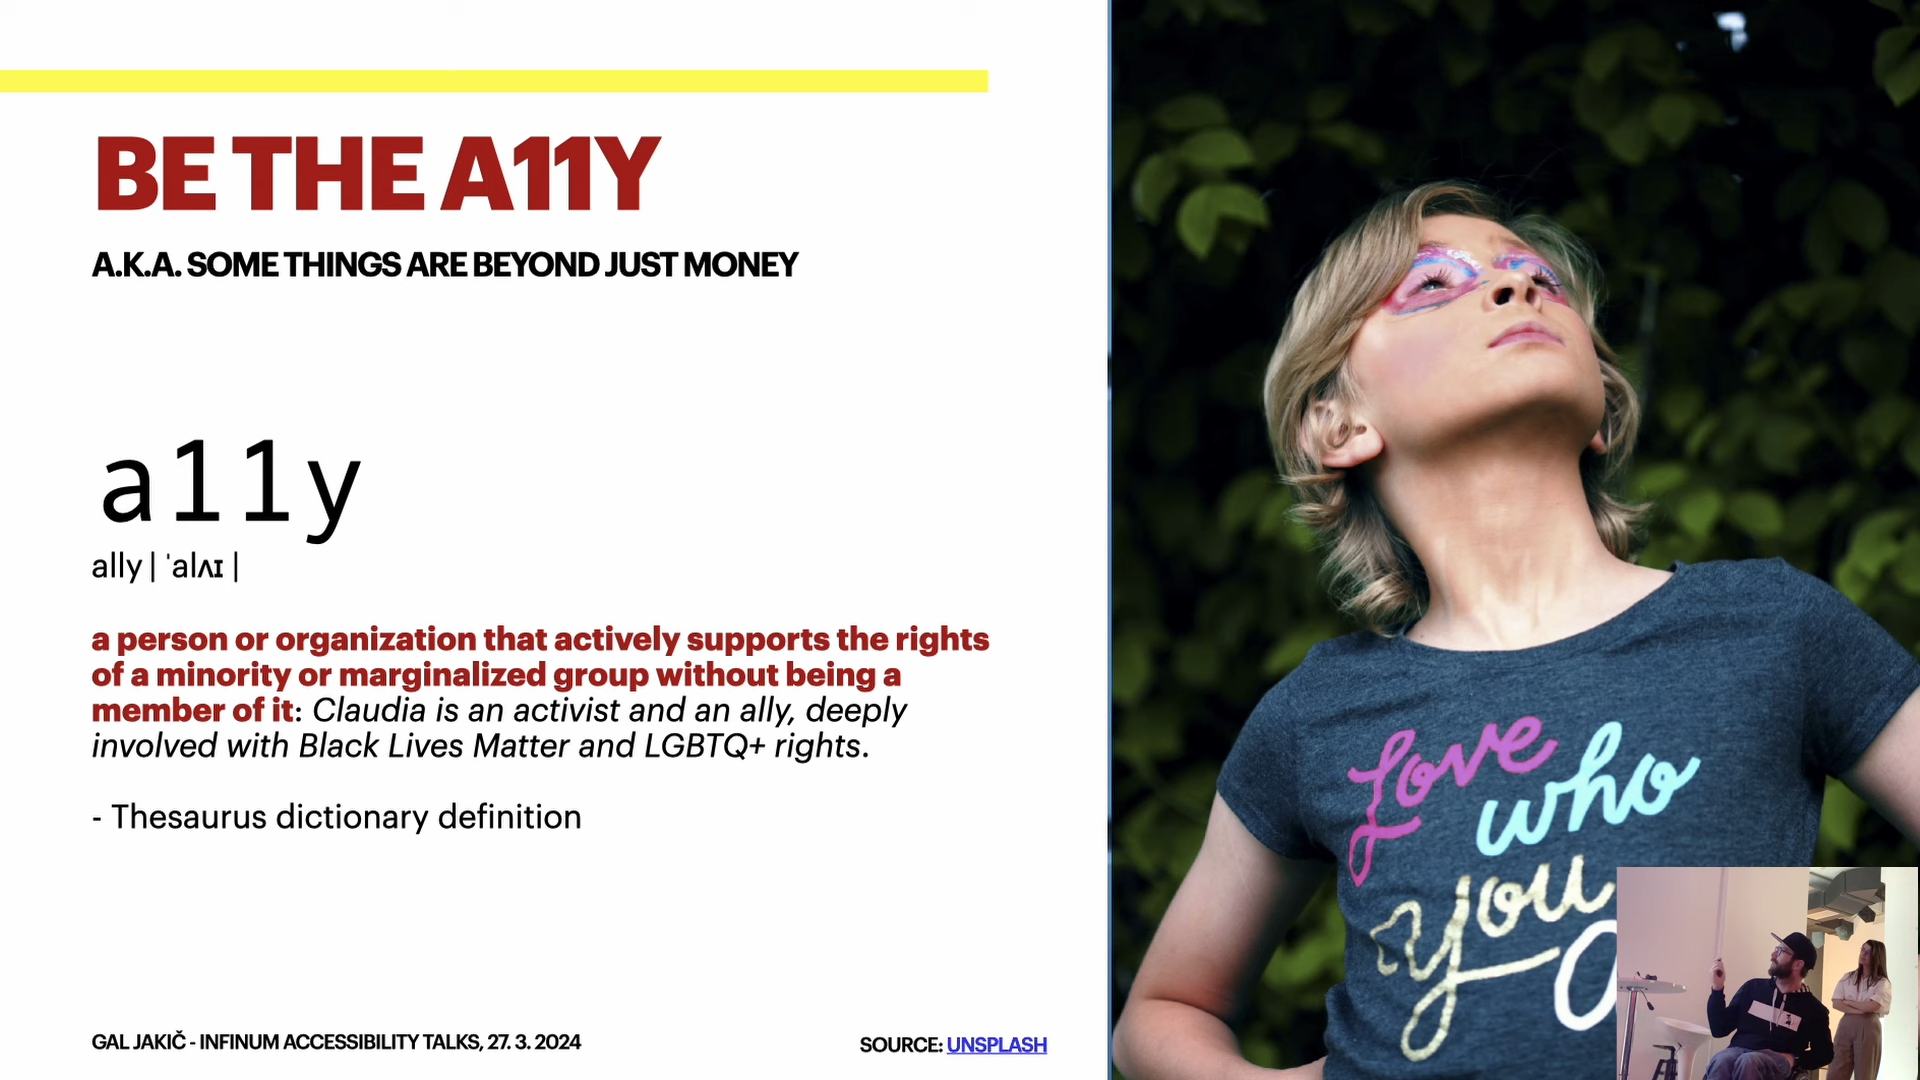 BE THE A11Y
A.K.A. SOME THINGS ARE BEYOND JUST MONEY
a11y
ally | ˈalʌɪ |
a person or organization that actively supports the rights
of a minority or marginalized group without being a
member of it: Claudia is an activist and an ally, deeply
involved with Black Lives Matter and LGBTQ+ rights.
- Thesaurus dictionary definition
GAL JAKIČ - INFINUM ACCESSIBILITY TALKS, 27. 3. 2024
SOURCE: UNSPLASH
Love
who
you